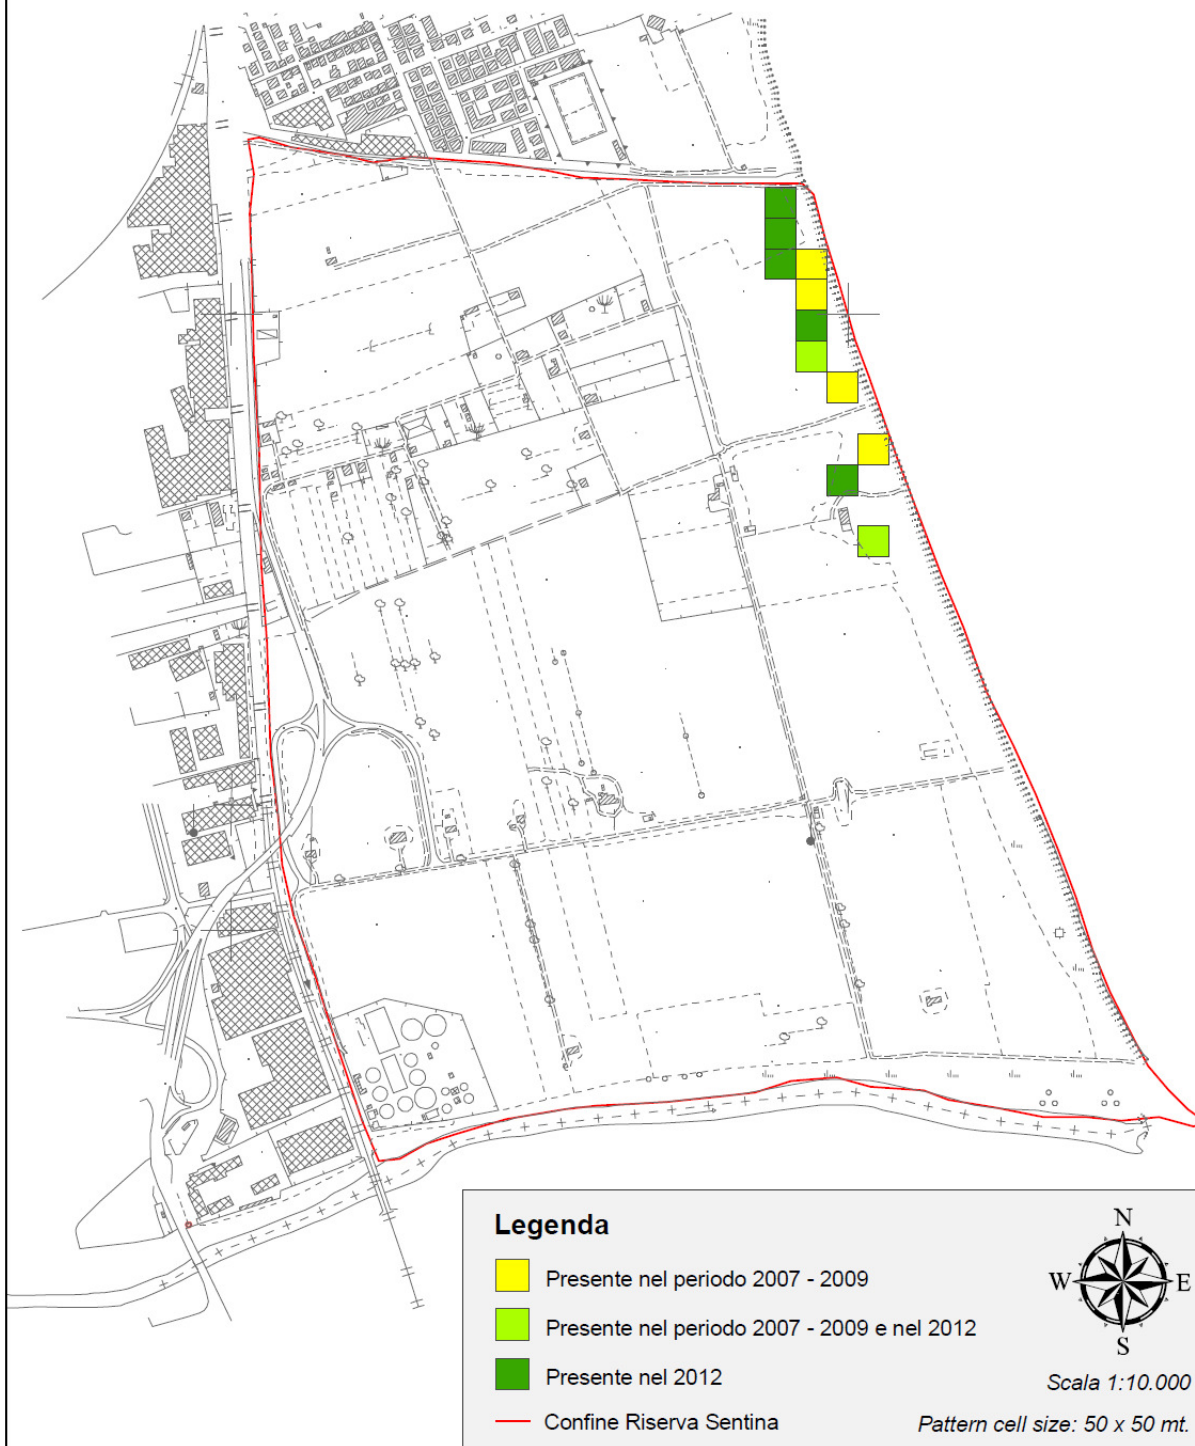 Legenda
Presente nel periodo 2007 - 2009
Presente nel periodo 2007 - 2009 e nel 2012
Presente nel 2012
Confine Riserva Sentina
N
W E
S
Scala 1:10.000
Pattern cell size: 50 x 50 mt.